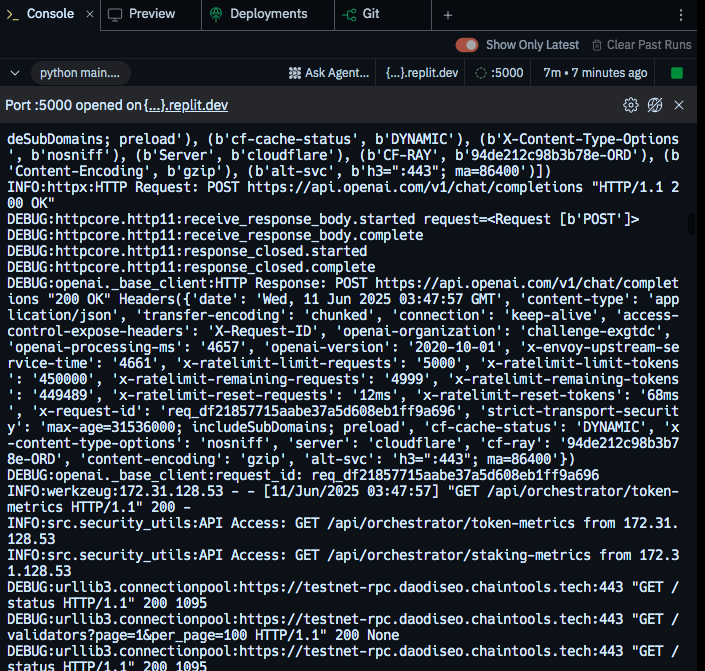 Console
Preview
Deployments
Git
Show Only Latest
Clear Past Runs
python main....
Ask Agent...
{...}.replit.dev
:5000
7m • 7 minutes ago
Port :5000 opened on {...}.replit.dev
deSubDomains; preload'), (b'cf-cache-status', b'DYNAMIC'), (b'X-Content-Type-Options
', b'nosniff'), (b'Server', b'cloudflare'), (b'CF-RAY', b'94de212c98b3b78e-ORD'), (b
'Content-Encoding', b'gzip'), (b'alt-svc', b'h3=":443"; ma=86400')])
INFO:httpx:HTTP Request: POST https://api.openai.com/v1/chat/completions "HTTP/1.1 2
00 OK"
DEBUG:httpcore.http11:receive_response_body.started request=<Request [b'POST']>
DEBUG:httpcore.http11:receive_response_body.complete
DEBUG:httpcore.http11:response_closed.started
DEBUG:httpcore.http11:response_closed.complete
DEBUG:openai._base_client:HTTP Response: POST https://api.openai.com/v1/chat/complet
ions "200 OK" Headers({'date': 'Wed, 11 Jun 2025 03:47:57 GMT', 'content-type': 'app
lication/json', 'transfer-encoding': 'chunked', 'connection': 'keep-alive', 'access-
control-expose-headers': 'X-Request-ID', 'openai-organization': 'challenge-exgtdc',
'openai-processing-ms': '4657', 'openai-version': '2020-10-01', 'x-envoy-upstream-se
rvice-time': '4661', 'x-ratelimit-limit-requests': '5000', 'x-ratelimit-limit-tokens
': '450000', 'x-ratelimit-remaining-requests': '4999', 'x-ratelimit-remaining-tokens
': '449489', 'x-ratelimit-reset-requests': '12ms', 'x-ratelimit-reset-tokens': '68ms
', 'x-request-id': 'req_df21857715aabe37a5d608eb1ff9a696', 'strict-transport-securit
y': 'max-age=31536000; includeSubDomains; preload', 'cf-cache-status': 'DYNAMIC', 'x
-content-type-options': 'nosniff', 'server': 'cloudflare', 'cf-ray': '94de212c98b3b7
8e-ORD', 'content-encoding': 'gzip', 'alt-svc': 'h3=":443"; ma=86400'})
DEBUG:openai._base_client:request_id: req_df21857715aabe37a5d608eb1ff9a696
INFO:werkzeug:172.31.128.53 - - [11/Jun/2025 03:47:57] "GET /api/orchestrator/token-
metrics HTTP/1.1" 200 -
INFO:src.security_utils:API Access: GET /api/orchestrator/token-metrics from 172.31.
128.53
INFO:src.security_utils:API Access: GET /api/orchestrator/staking-metrics from 172.3
1.128.53
DEBUG:urllib3.connectionpool:https://testnet-rpc.daodiseo.chaintools.tech:443 "GET /
status HTTP/1.1" 200 1095
DEBUG:urllib3.connectionpool:https://testnet-rpc.daodiseo.chaintools.tech:443 "GET /
validators?page=1&per_page=100 HTTP/1.1" 200 None
DEBUG:urllib3.connectionpool:https://testnet-rpc.daodiseo.chaintools.tech:443 "GET /
status HTTP/1.1" 200 1095